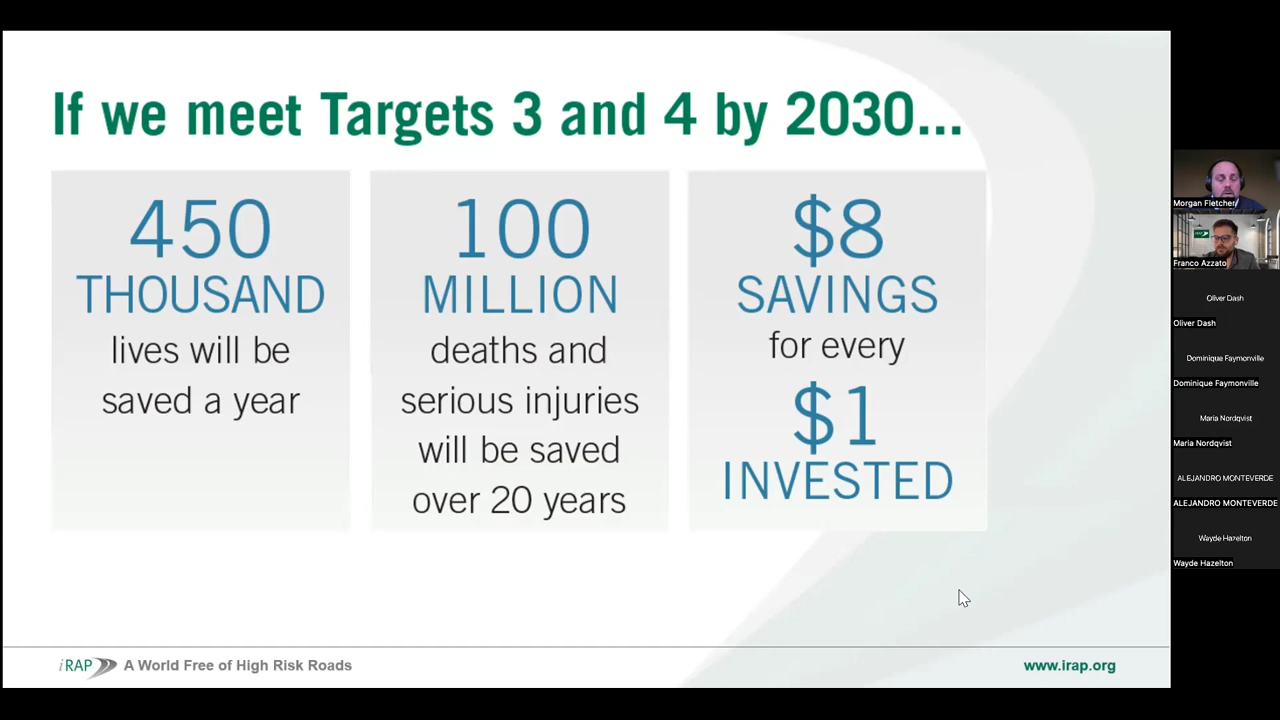 If we meet Targets 3 and 4 by 2030...
450
THOUSAND
lives will be
saved a year
100
MILLION
deaths and
serious injuries
will be saved
over 20 years
$8
SAVINGS
for every
$1
INVESTED
iRAP A World Free of High Risk Roads
www.irap.org
Morgan Fletcher
iRAP
Franco Azzato
Oliver Dash
Oliver Dash
Dominique Faymonville
Dominique Faymonville
Maria Nordqvist
Maria Nordqvist
ALEJANDRO MONTEVERDE
ALEJANDRO MONTEVERDE
Wayde Hazelton
Wayde Hazelton